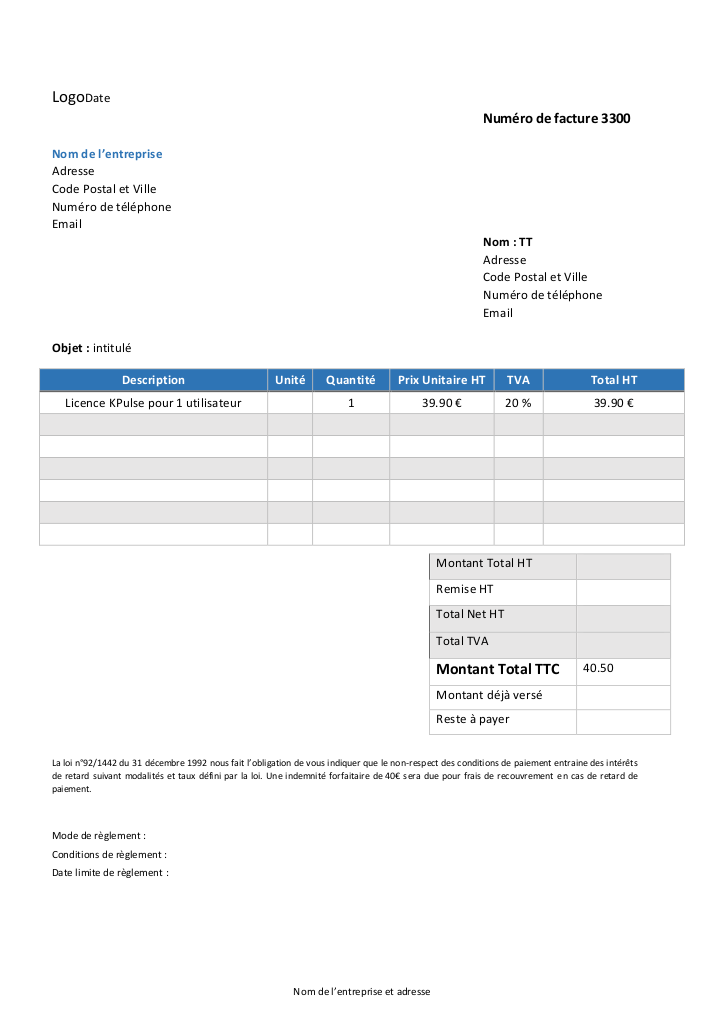 LogoDate
Numéro de facture 3300
Nom de l’entreprise
Adresse
Code Postal et Ville
Numéro de téléphone
Email
Nom : TT
Adresse
Code Postal et Ville
Numéro de téléphone
Email
Objet : intitulé
Description Unité Quantité Prix Unitaire HT TVA Total HT
Licence KPulse pour 1 utilisateur 1 39.90 € 20 % 39.90 €
Montant Total HT
Remise HT
Total Net HT
Total TVA
Montant Total TTC 40.50
Montant déjà versé
Reste à payer
La loi n°92/1442 du 31 décembre 1992 nous fait l’obligation de vous indiquer que le non-respect des conditions de paiement entraine des intérêts
de retard suivant modalités et taux défini par la loi. Une indemnité forfaitaire de 40€ sera due pour frais de recouvrement en cas de retard de
paiement.
Mode de règlement :
Conditions de règlement :
Date limite de règlement :
Nom de l’entreprise et adresse